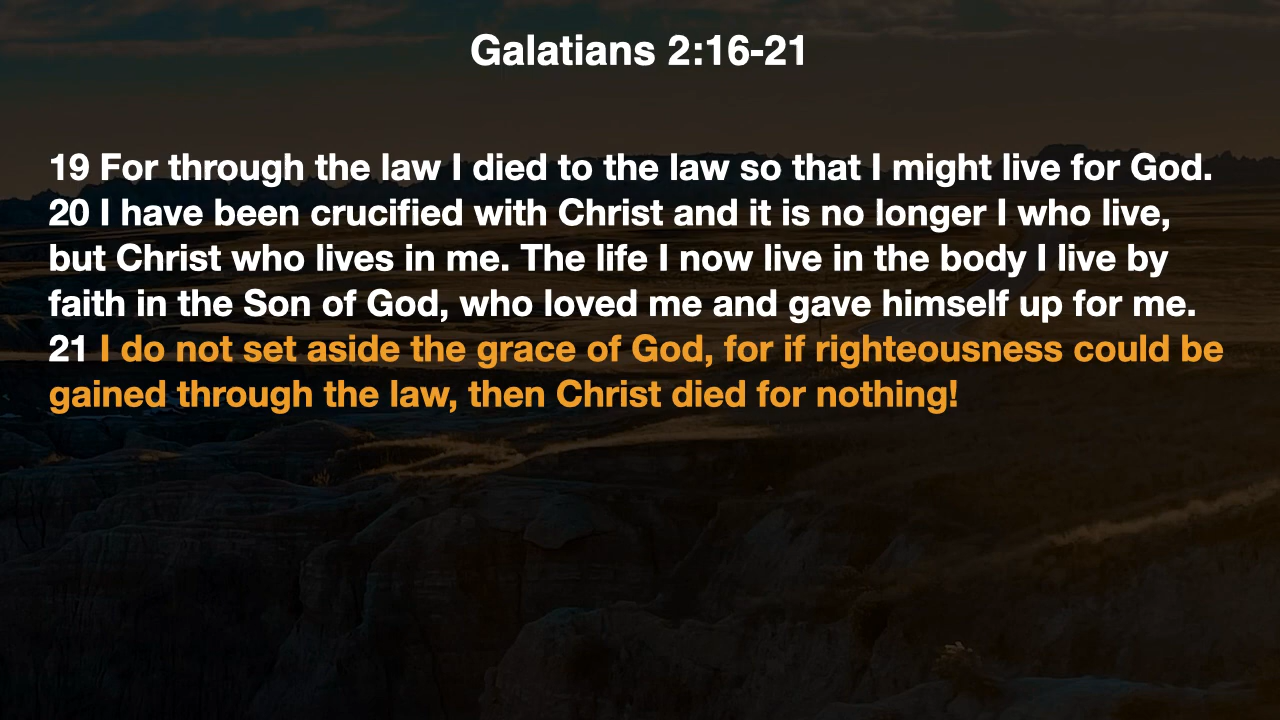 Galatians 2:16-21
19 For through the law I died to the law so that I might live for God.
20 I have been crucified with Christ and it is no longer I who live,
but Christ who lives in me. The life I now live in the body I live by
faith in the Son of God, who loved me and gave himself up for me.
21 I do not set aside the grace of God, for if righteousness could be
gained through the law, then Christ died for nothing!